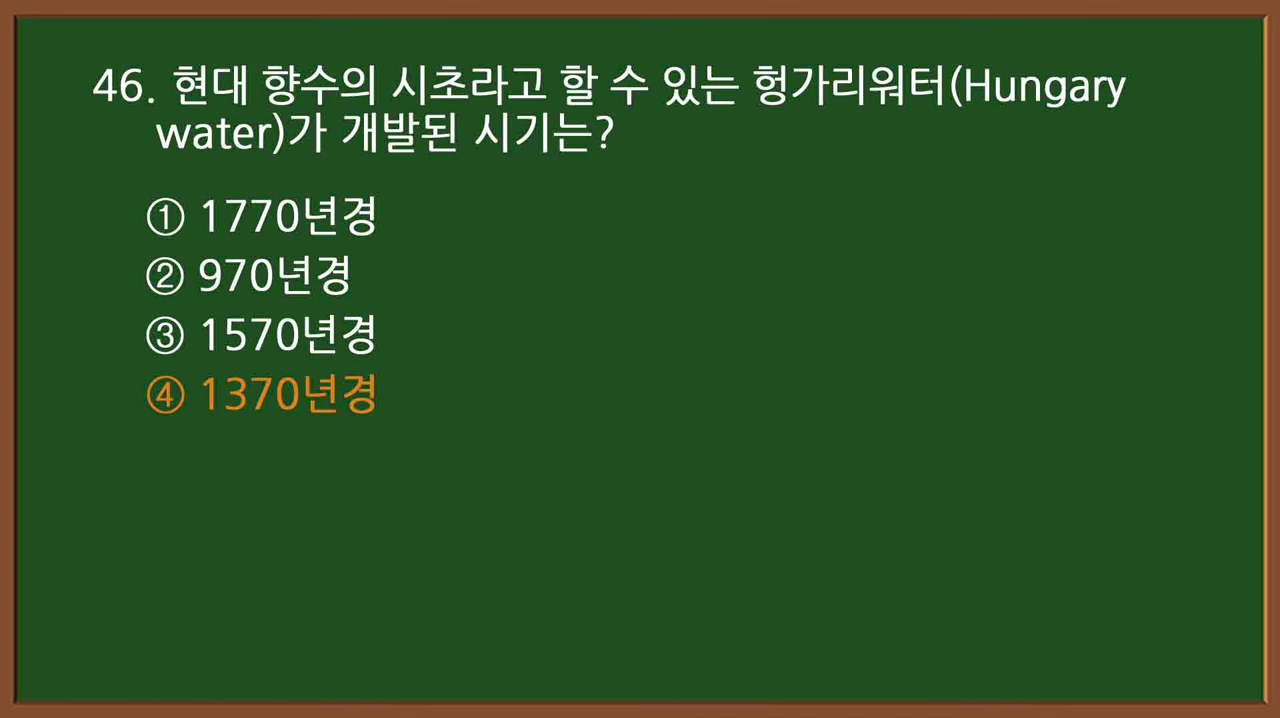 46. 현대 향수의 시초라고 할 수 있는 헝가리워터(Hungary
water)가 개발된 시기는?
① 1770년경
② 970년경
③ 1570년경
④ 1370년경